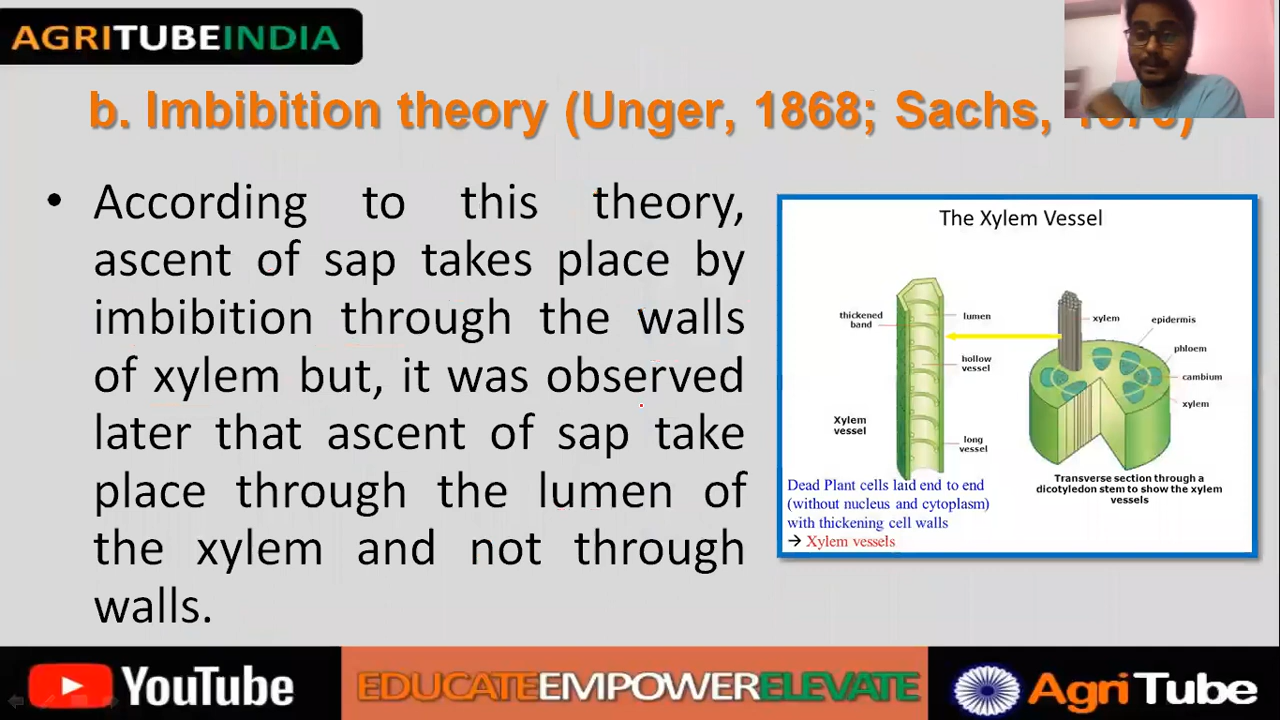 AGRITUBEINDIA
b. Imbibition theory (Unger, 1868; Sachs,
• According to this theory,
ascent of sap takes place by
imbibition through the walls
of xylem but, it was observed
later that ascent of sap take
place through the lumen of
the xylem and not through
walls.
The Xylem Vessel
thickened
band
lumen
hollow
vessel
Xylem
vessel
long
vessel
xylem
epidermis
phloem
cambium
xylem
Transverse section through a
dicotyledon stem to show the xylem
vessels
Dead Plant cells laid end to end
(without nucleus and cytoplasm)
with thickening cell walls
→ Xylem vessels
YouTube
EDUCATEEMPOWERELEVATE
AgriTube